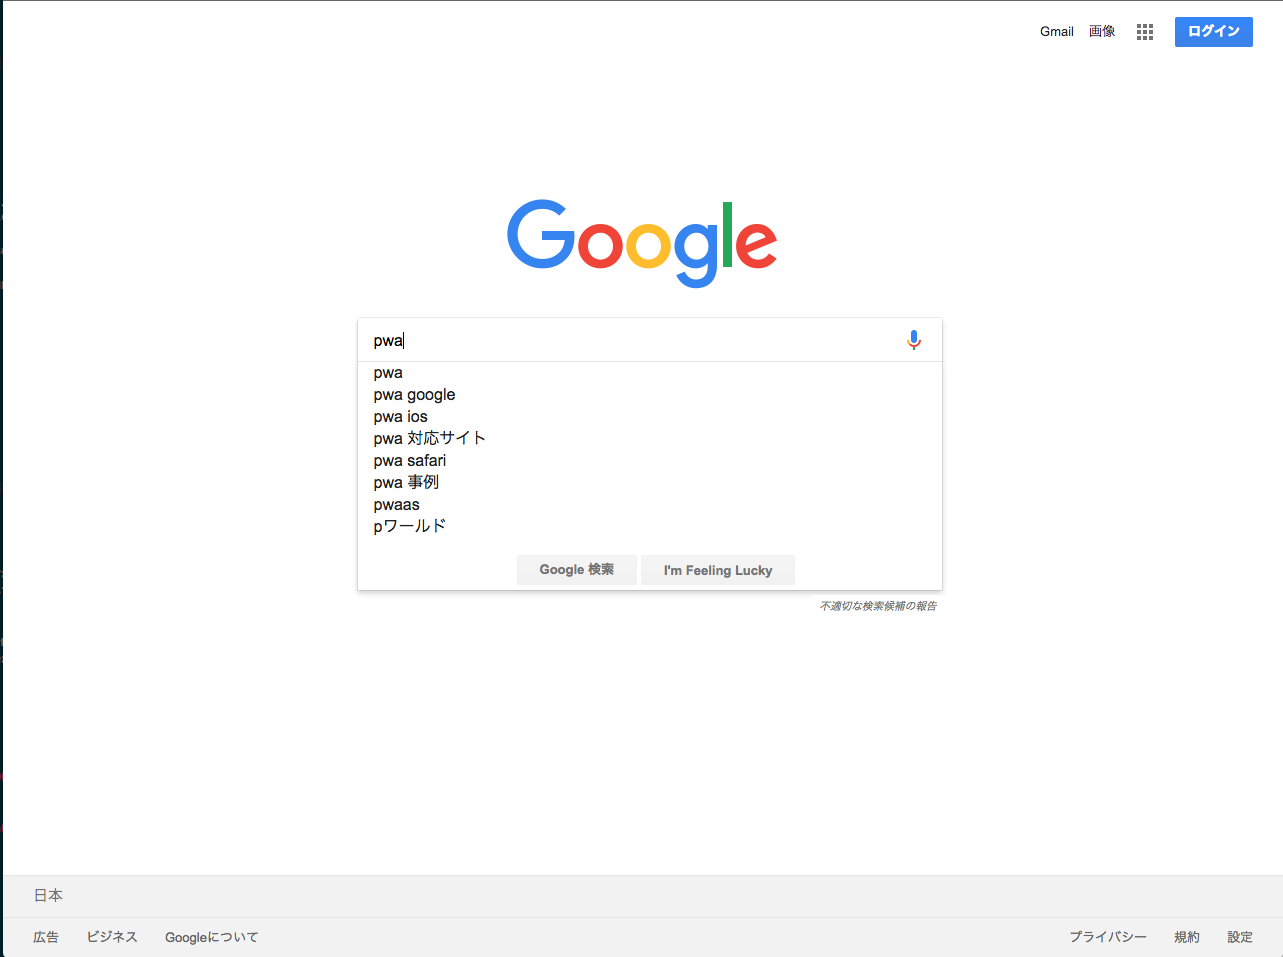 Gmail 画像 ログイン
Google
pwa
pwa
pwa google
pwa ios
pwa 対応サイト
pwa safari
pwa 事例
pwaas
pワールド
Google 検索 I'm Feeling Lucky
不適切な検索候補の報告
日本
広告 ビジネス Googleについて プライバシー 規約 設定